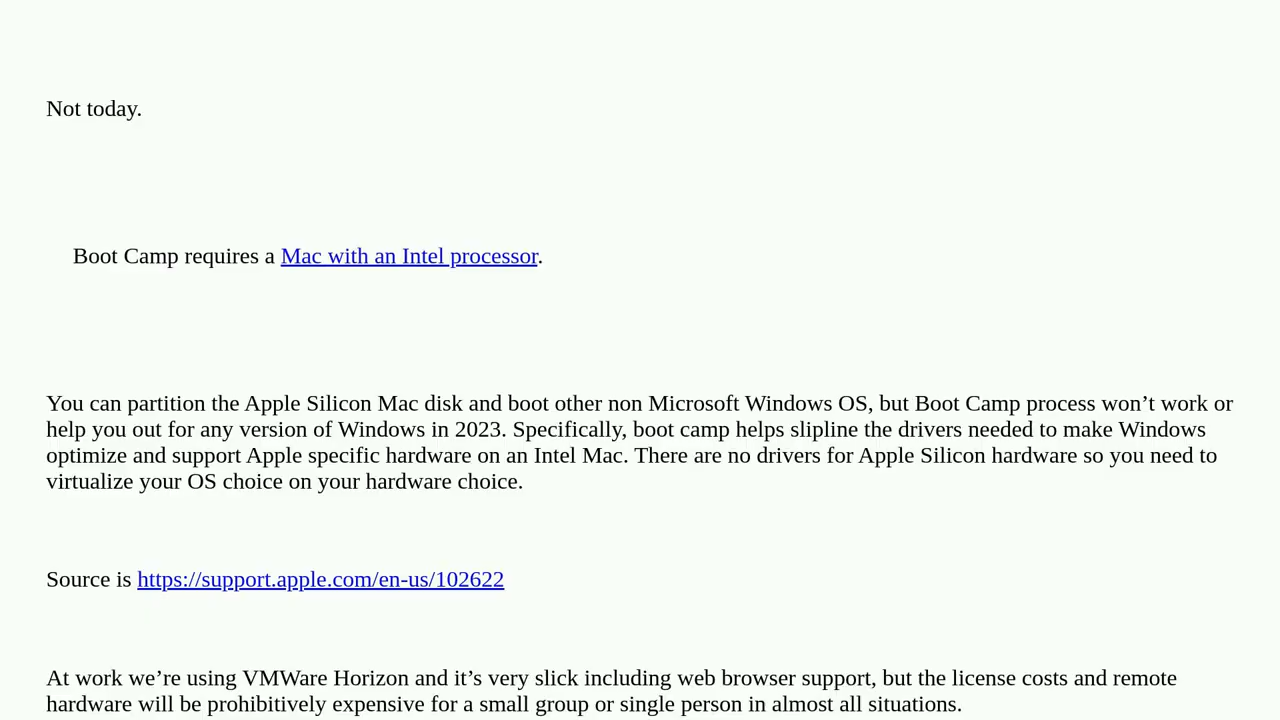 Not today.
Boot Camp requires a Mac with an Intel processor.
You can partition the Apple Silicon Mac disk and boot other non Microsoft Windows OS, but Boot Camp process won’t work or
help you out for any version of Windows in 2023. Specifically, boot camp helps slipline the drivers needed to make Windows
optimize and support Apple specific hardware on an Intel Mac. There are no drivers for Apple Silicon hardware so you need to
virtualize your OS choice on your hardware choice.
Source is https://support.apple.com/en-us/102622
At work we’re using VMWare Horizon and it’s very slick including web browser support, but the license costs and remote
hardware will be prohibitively expensive for a small group or single person in almost all situations.